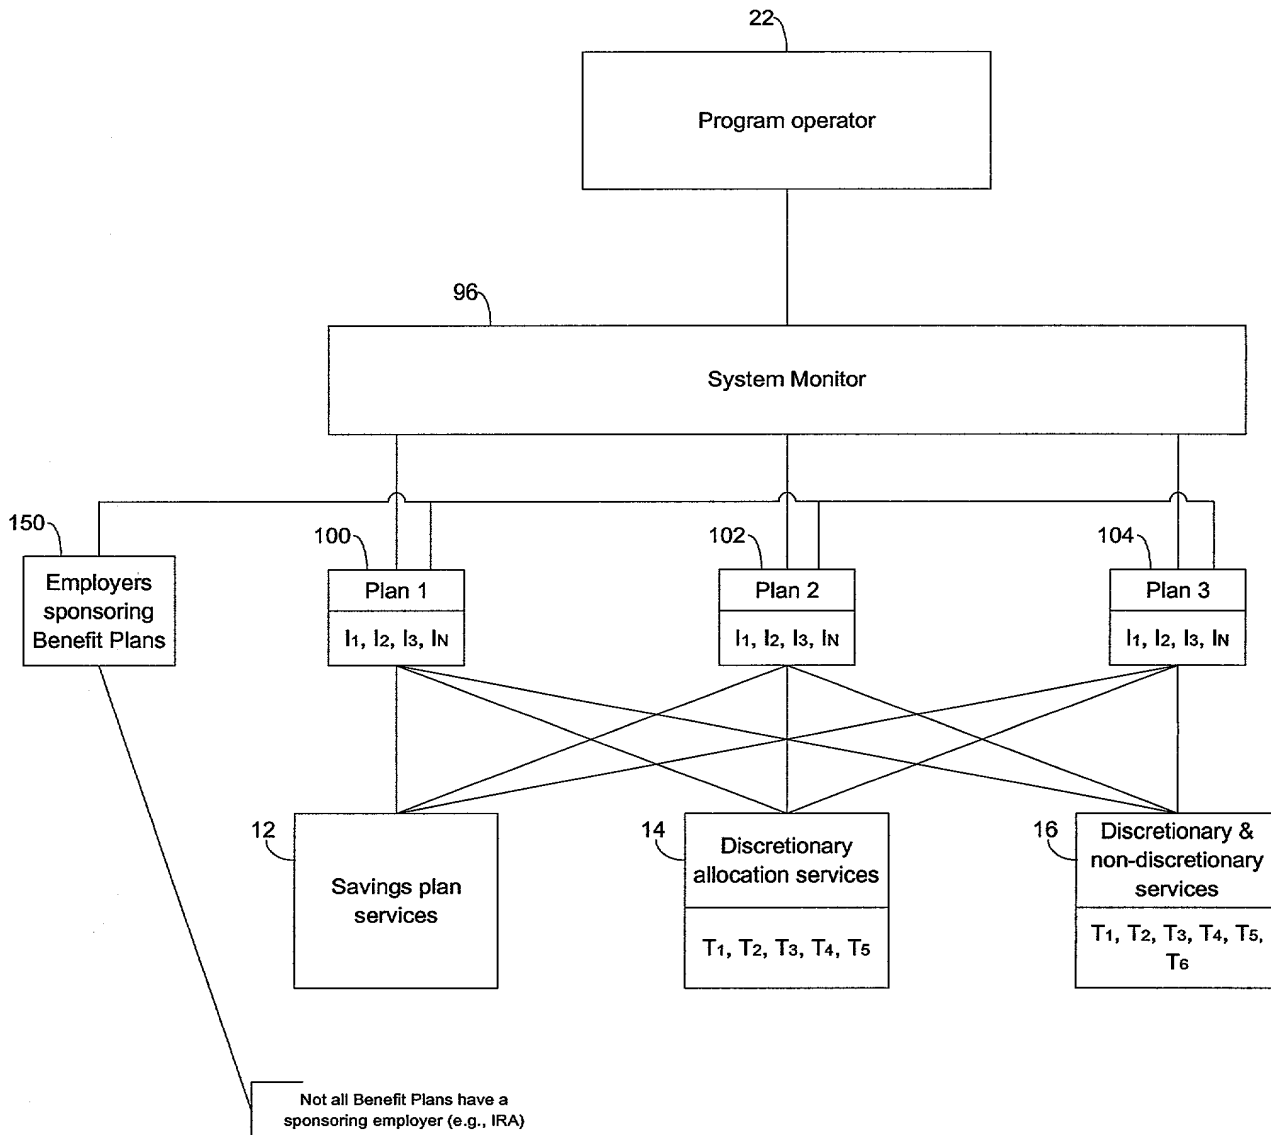 22
Program operator
96
System Monitor
150
Employers
sponsoring
Benefit Plans
100
Plan 1
I1, I2, I3, IN
102
Plan 2
I1, I2, I3, IN
104
Plan 3
I1, I2, I3, IN
12
Savings plan
services
14
Discretionary
allocation services
T1, T2, T3, T4, T5
16
Discretionary &
non-discretionary
services
T1, T2, T3, T4, T5,
T6
Not all Benefit Plans have a
sponsoring employer (e.g., IRA)